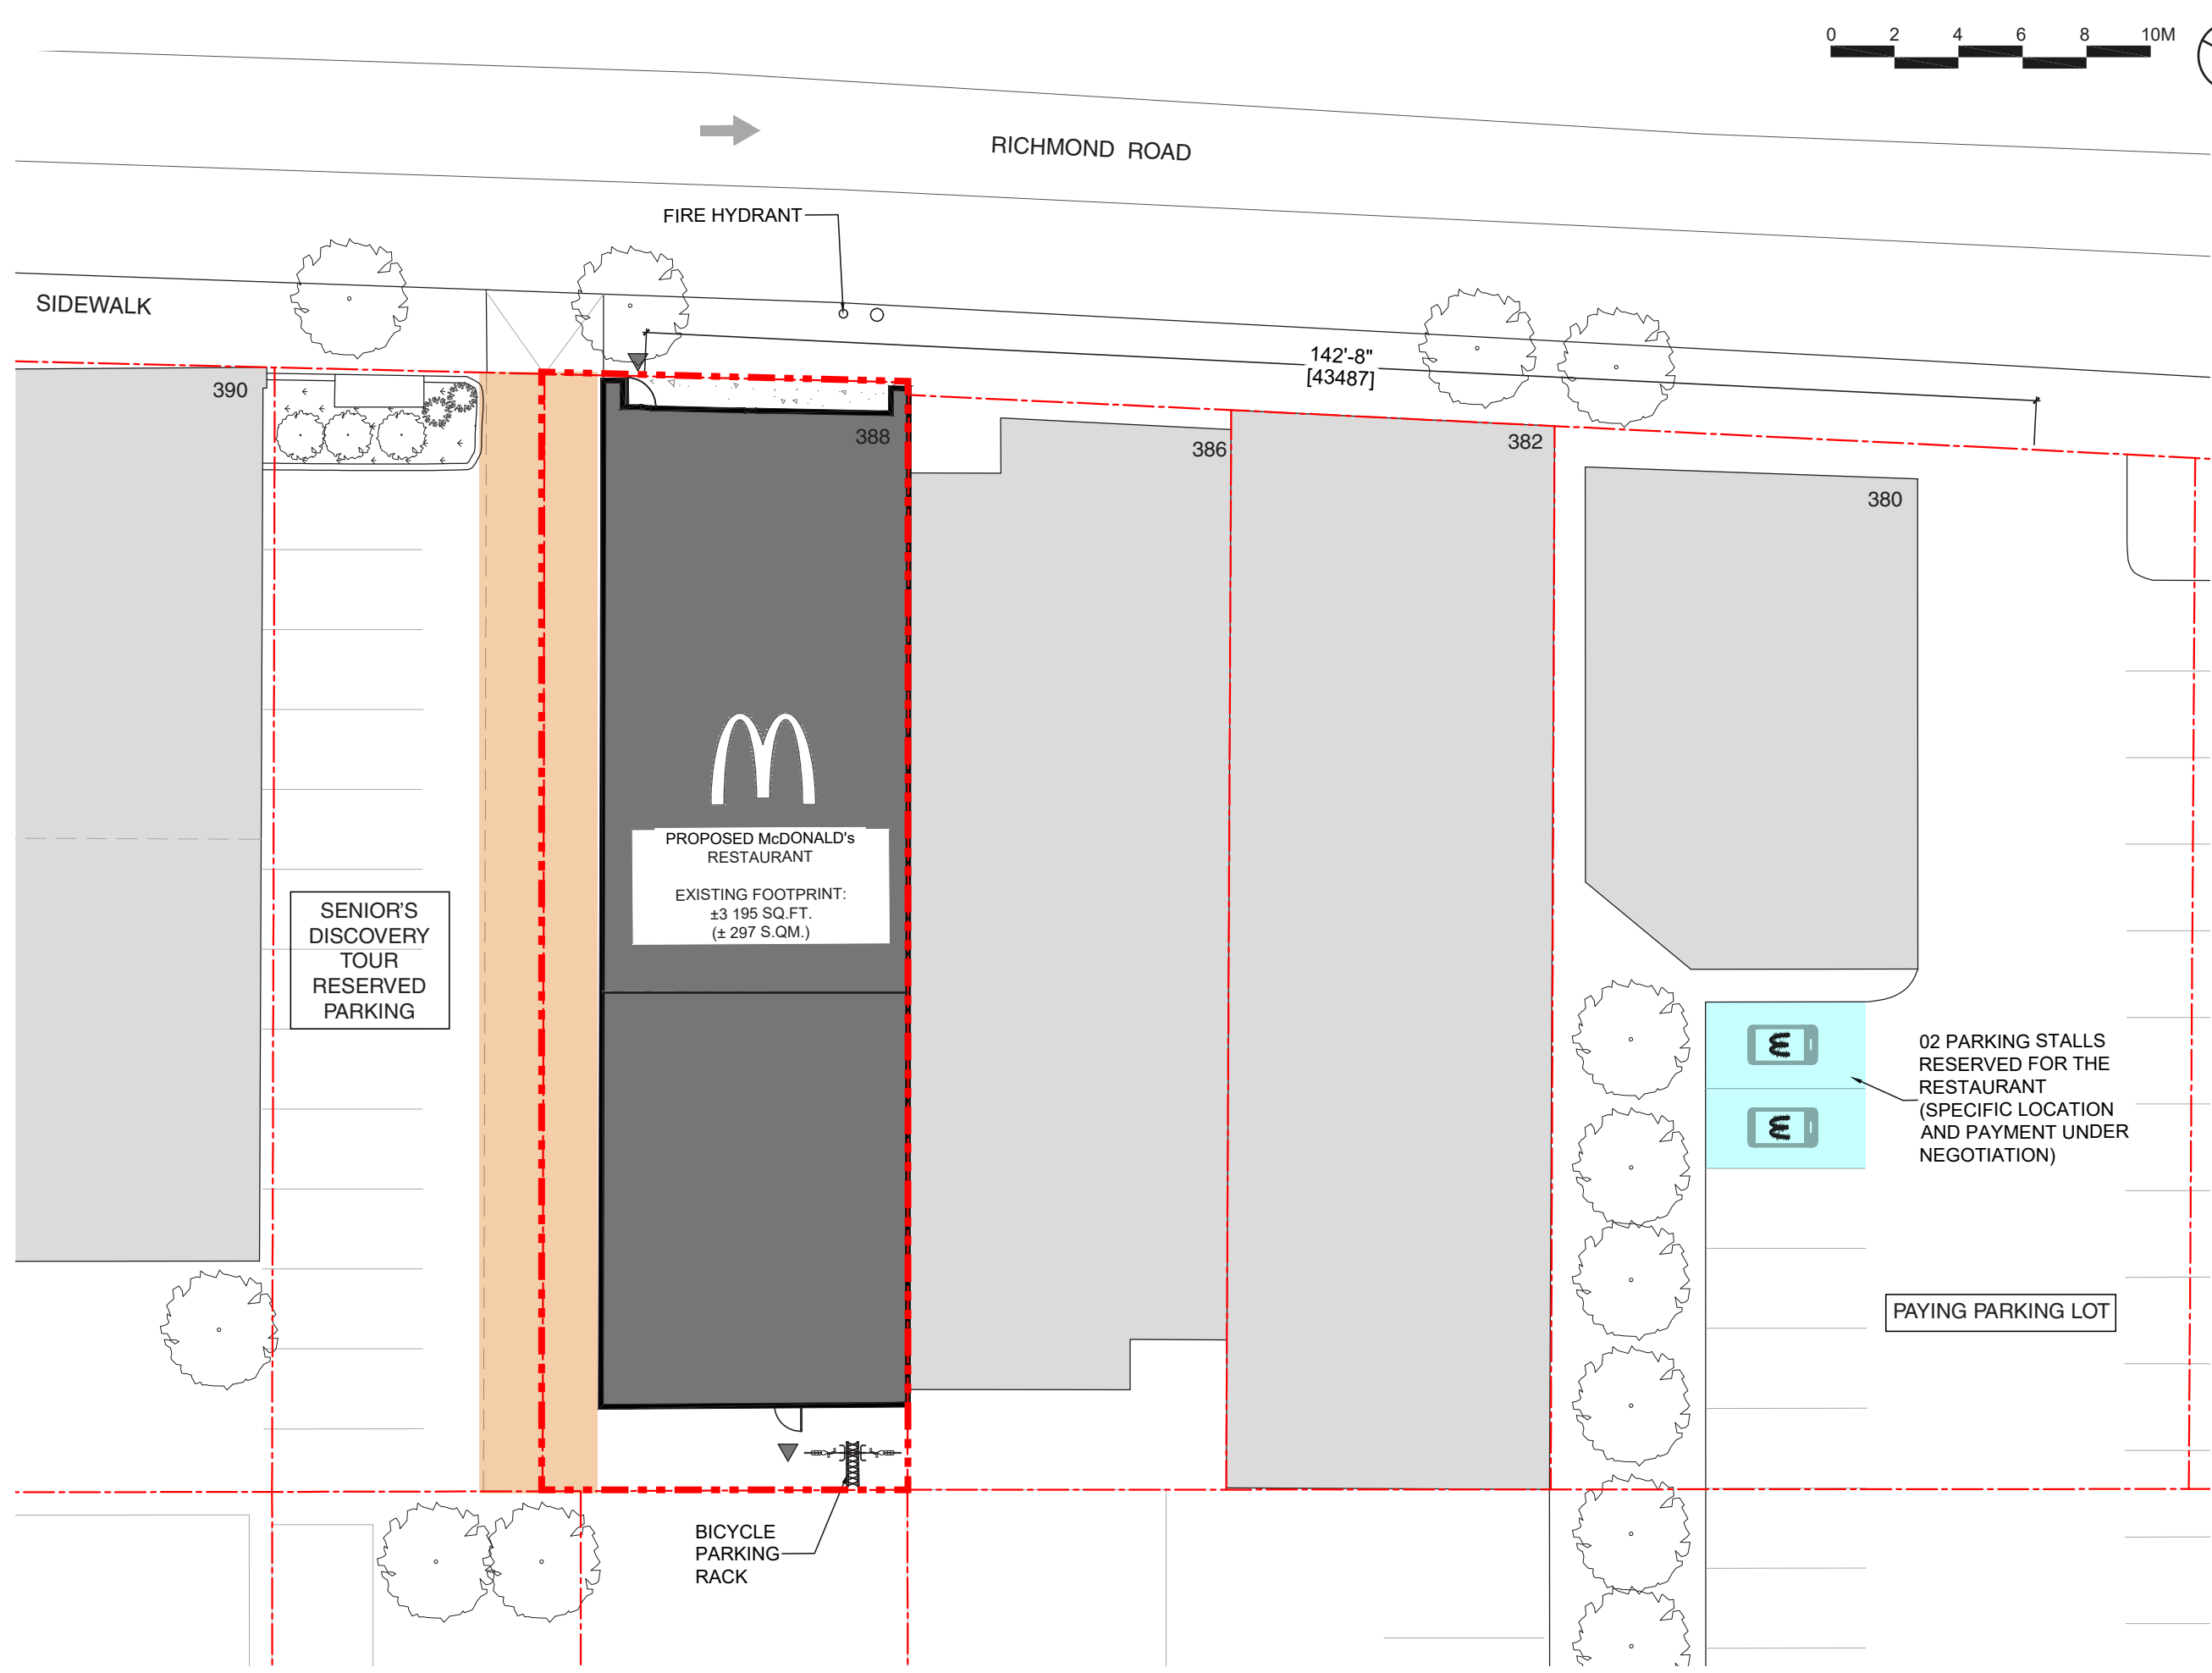 0 2 4 6 8 10M
RICHMOND ROAD
FIRE HYDRANT
SIDEWALK
142'-8"
[43487]
390
388
386
382
380
PROPOSED McDONALD's
RESTAURANT
EXISTING FOOTPRINT:
±3 195 SQ.FT.
(± 297 S.QM.)
SENIOR'S
DISCOVERY
TOUR
RESERVED
PARKING
02 PARKING STALLS
RESERVED FOR THE
RESTAURANT
(SPECIFIC LOCATION
AND PAYMENT UNDER
NEGOTIATION)
PAYING PARKING LOT
BICYCLE
PARKING
RACK